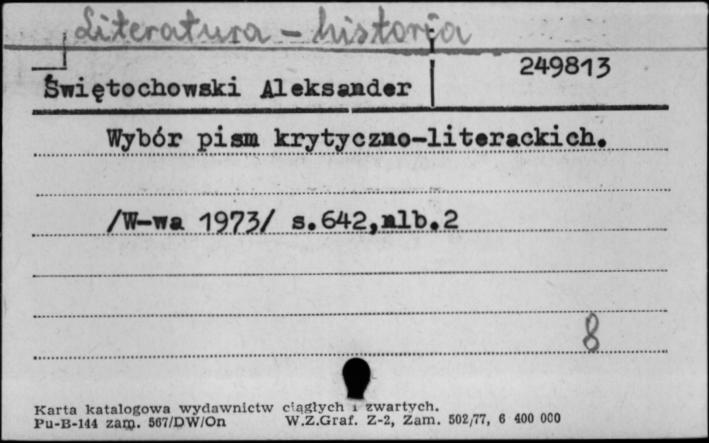 Literatura - historia
249813
Świętochowski Aleksander
Wybór pism krytyczno-literackich.
/W-wa 1973/ s.642,nlb.2
8
Karta katalogowa wydawnictw ciągłych i zwartych.
Pu-B-144 zam. 567/DW/On W.Z.Graf. Z-2, Zam. 502/77, 6 400 000